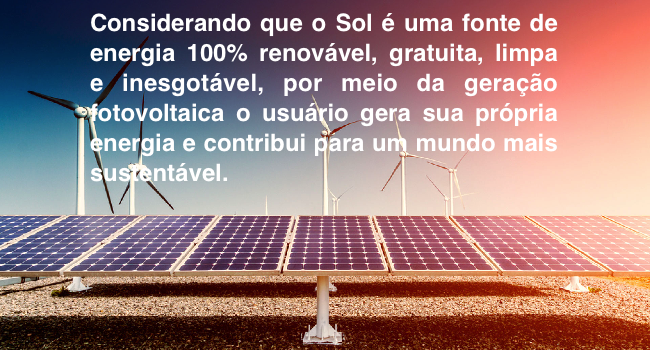 Considerando que o Sol é uma fonte de
energia 100% renovável, gratuita, limpa
e inesgotável, por meio da geração
fotovoltaica o usuário gera sua própria
energia e contribui para um mundo mais
sustentável.